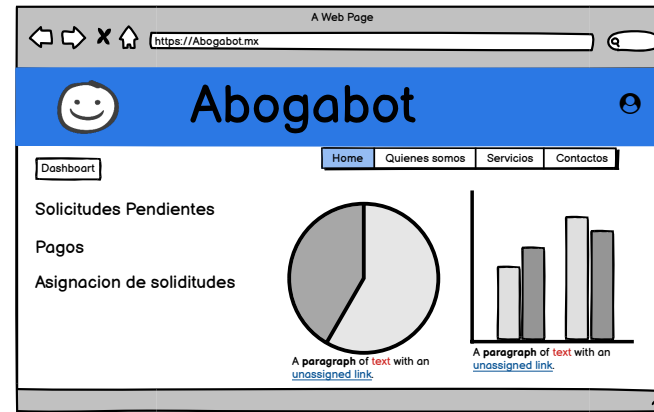 A Web Page
https://Abogabot.mx
Abogabot
Home Quienes somos Servicios Contactos
Dashboart
Solicitudes Pendientes
Pagos
Asignacion de soliditudes
A paragraph of text with an
unassigned link.
A paragraph of text with an
unassigned link.